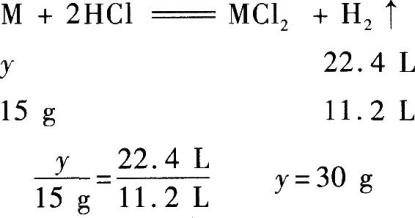 M + 2HCl ═══ MCl₂ + H₂ ↑
y 22.4 L
15 g 11.2 L
y/15 g = 22.4 L/11.2 L y = 30 g